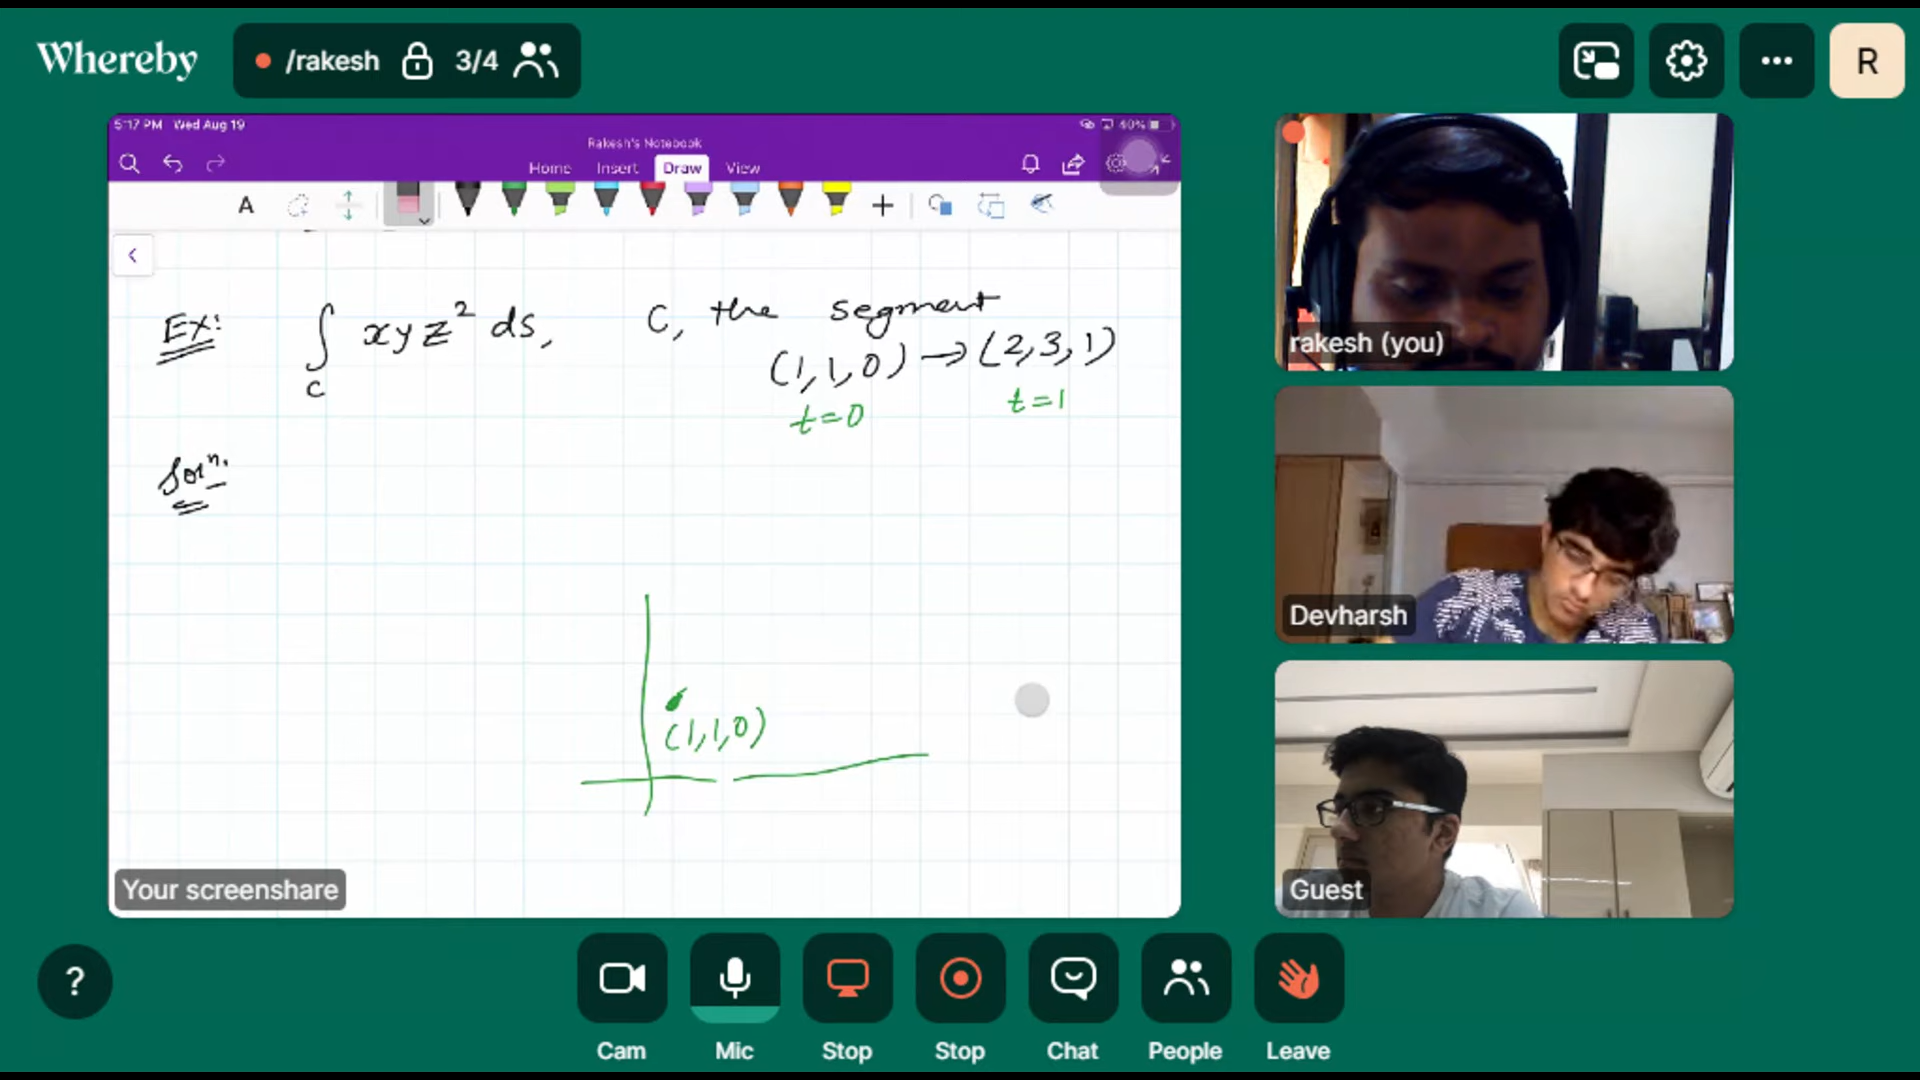 Whereby
/rakesh 3/4
R
5:17 PM Wed Aug 19
40%
Rakesh's Notebook
Home Insert Draw View
A
Ex: ∫ x y z² ds, C, the segment
C
(1, 1, 0) → (2, 3, 1)
t=0 t=1
Solⁿ.
(1, 1, 0)
Your screenshare
rakesh (you)
Devharsh
Guest
?
Cam Mic Stop Stop Chat People Leave